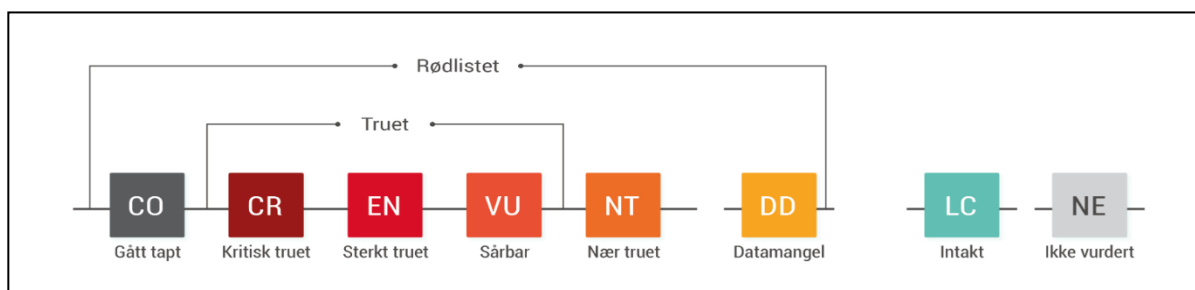 Rødlistet
Truet
CO CR EN VU NT DD LC NE
Gått tapt Kritisk truet Sterkt truet Sårbar Nær truet Datamangel Intakt Ikke vurdert